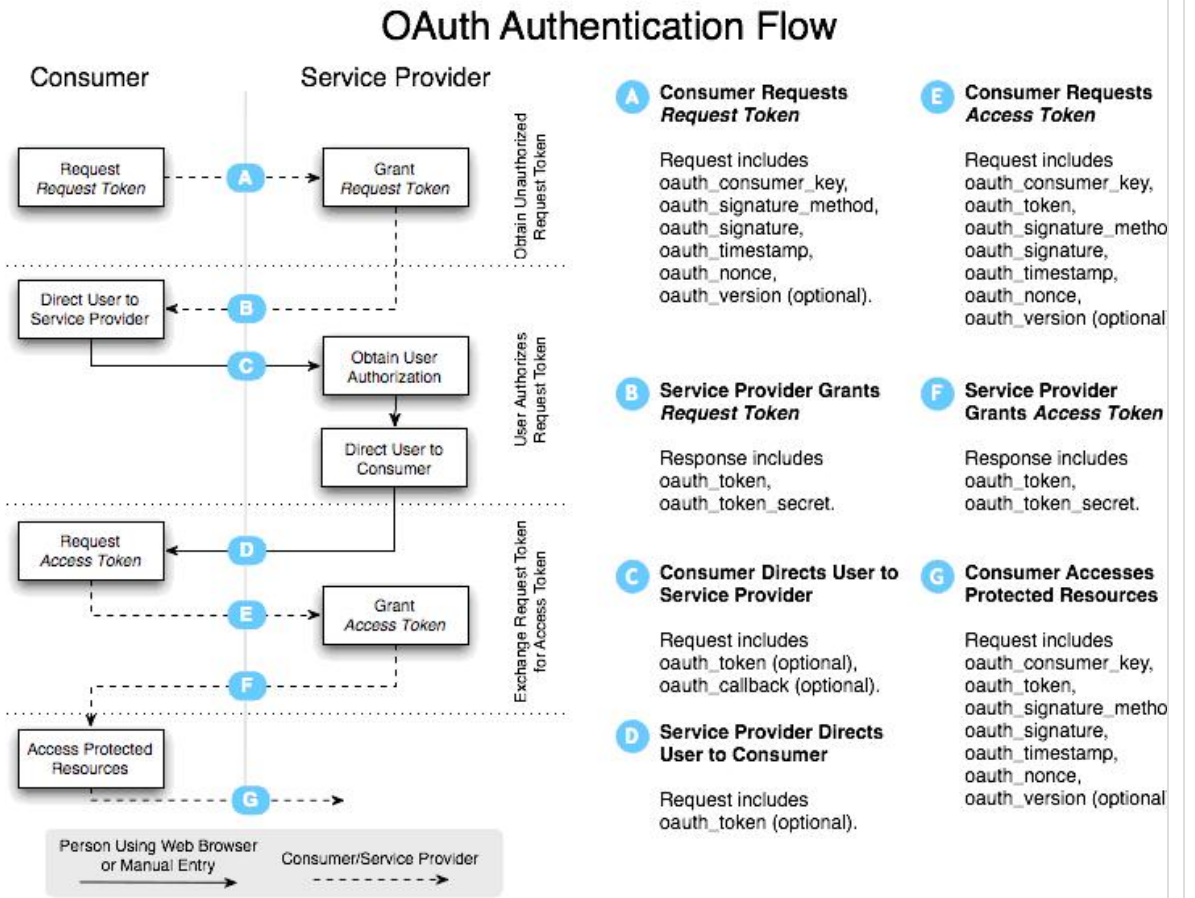 OAuth Authentication Flow
Consumer
Service Provider
Request
Request Token
A
Grant
Request Token
Obtain Unauthorized
Request Token
Direct User to
Service Provider
B
C
Obtain User
Authorization
Direct User to
Consumer
User Authorizes
Request Token
Request
Access Token
D
E
Grant
Access Token
F
Exchange Request Token
for Access Token
Access Protected
Resources
G
Person Using Web Browser
or Manual Entry
Consumer/Service Provider
A Consumer Requests
Request Token
Request includes
oauth_consumer_key,
oauth_signature_method,
oauth_signature,
oauth_timestamp,
oauth_nonce,
oauth_version (optional).
B Service Provider Grants
Request Token
Response includes
oauth_token,
oauth_token_secret.
C Consumer Directs User to
Service Provider
Request includes
oauth_token (optional),
oauth_callback (optional).
D Service Provider Directs
User to Consumer
Request includes
oauth_token (optional).
E Consumer Requests
Access Token
Request includes
oauth_consumer_key,
oauth_token,
oauth_signature_metho
oauth_signature,
oauth_timestamp,
oauth_nonce,
oauth_version (optional
F Service Provider
Grants Access Token
Response includes
oauth_token,
oauth_token_secret.
G Consumer Accesses
Protected Resources
Request includes
oauth_consumer_key,
oauth_token,
oauth_signature_metho
oauth_signature,
oauth_timestamp,
oauth_nonce,
oauth_version (optional